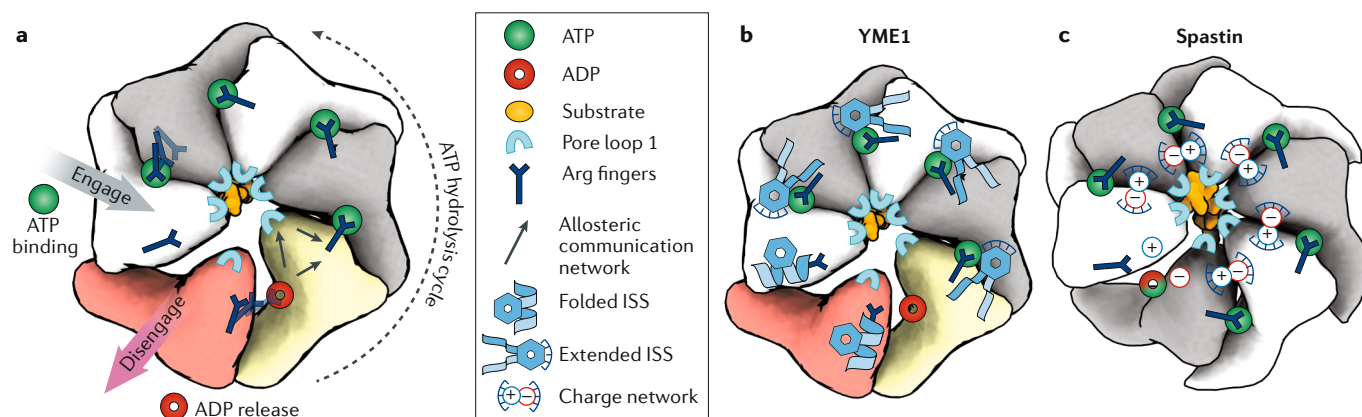 a
Engage
ATP
binding
Disengage
ADP release
ATP hydrolysis cycle
ATP
ADP
Substrate
Pore loop 1
Arg fingers
Allosteric
communication
network
Folded ISS
Extended ISS
+ −
Charge network
b
YME1
c
Spastin
− +
− +
+
−
−
+
+
−
+ −